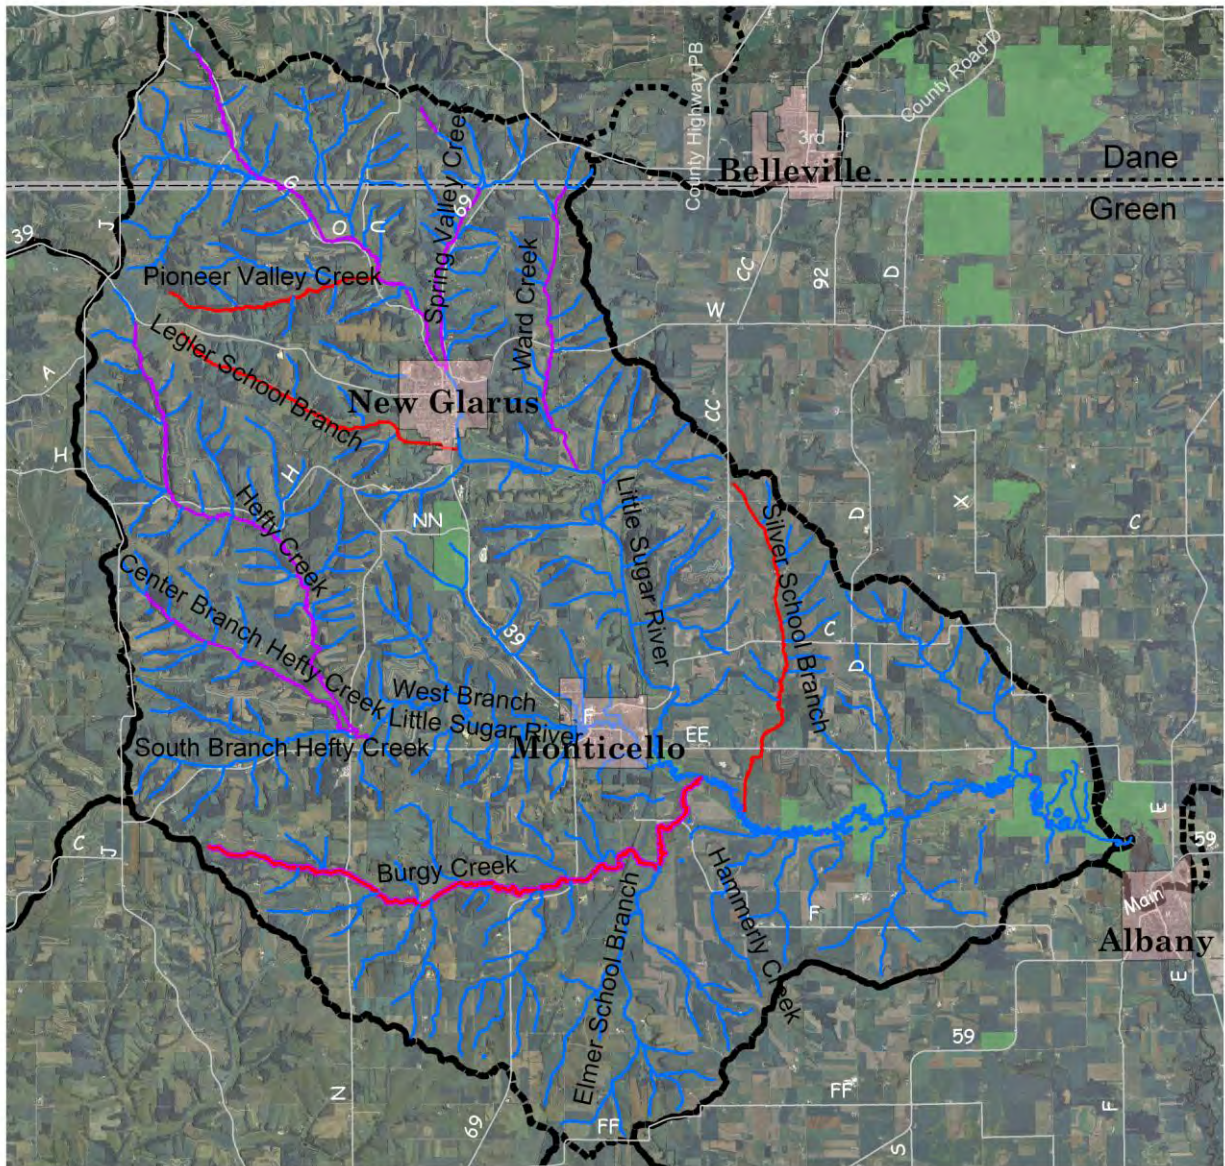 County Highway PB
County Road D
3rd
Belleville
Dane
Green
Spring Valley Creek
69
G
O
U
J
39
Pioneer Valley Creek
Ward Creek
CC
92
D
W
Legler School Branch
A
New Glarus
CC
H
H
Hefty Creek
NN
Little Sugar River
Silver School Branch
D
X
C
Center Branch Hefty Creek
39
C
D
West Branch
Little Sugar River
F
Monticello
EE
South Branch Hefty Creek
E
59
C
J
Burgy Creek
Elmer School Branch
Hammerly Creek
F
Main
Albany
E
59
N
69
FF
FF
F
S